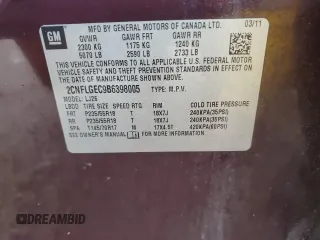 GM
MFD BY GENERAL MOTORS OF CANADA LTD.
03/11
GVWR GAWR FRT GAWR RR
2300 KG 1175 KG 1240 KG
5070 LB 2590 LB 2733 LB
THIS VEHICLE CONFORMS TO ALL APPLICABLE U.S. FEDERAL
MOTOR VEHICLE SAFETY, AND THEFT PREVENTION STANDARDS
IN EFFECT ON THE DATE OF MANUFACTURE SHOWN ABOVE.
2CNFLGEC9B6398005 TYPE: M.P.V.
MODEL: LJ26
TIRE SIZE SPEED RTG RIM COLD TIRE PRESSURE
FRT P235/55R18 T 18X7J 240KPA(35PSI)
RR P235/55R18 T 18X7J 240KPA(35PSI)
SPA T145/70R17 M 17X4 5T 420KPA(60PSI)
SEE OWNER'S MANUAL FOR ADDITIONAL INFORMATION.
DAMAGEBID